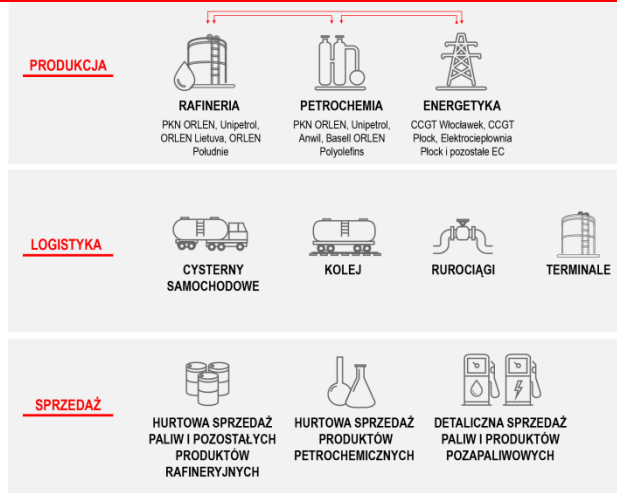 PRODUKCJA
RAFINERIA
PKN ORLEN, Unipetrol,
ORLEN Lietuva, ORLEN
Południe
PETROCHEMIA
PKN ORLEN, Unipetrol,
Anwil, Basell ORLEN
Polyolefins
ENERGETYKA
CCGT Włocławek, CCGT
Płock, Elektrociepłownia
Płock i pozostałe EC
LOGISTYKA
CYSTERNY
SAMOCHODOWE
KOLEJ
RUROCIĄGI
TERMINALE
SPRZEDAŻ
HURTOWA SPRZEDAŻ
PALIW I POZOSTAŁYCH
PRODUKTÓW
RAFINERYJNYCH
HURTOWA SPRZEDAŻ
PRODUKTÓW
PETROCHEMICZNYCH
DETALICZNA SPRZEDAŻ
PALIW I PRODUKTÓW
POZAPALIWOWYCH